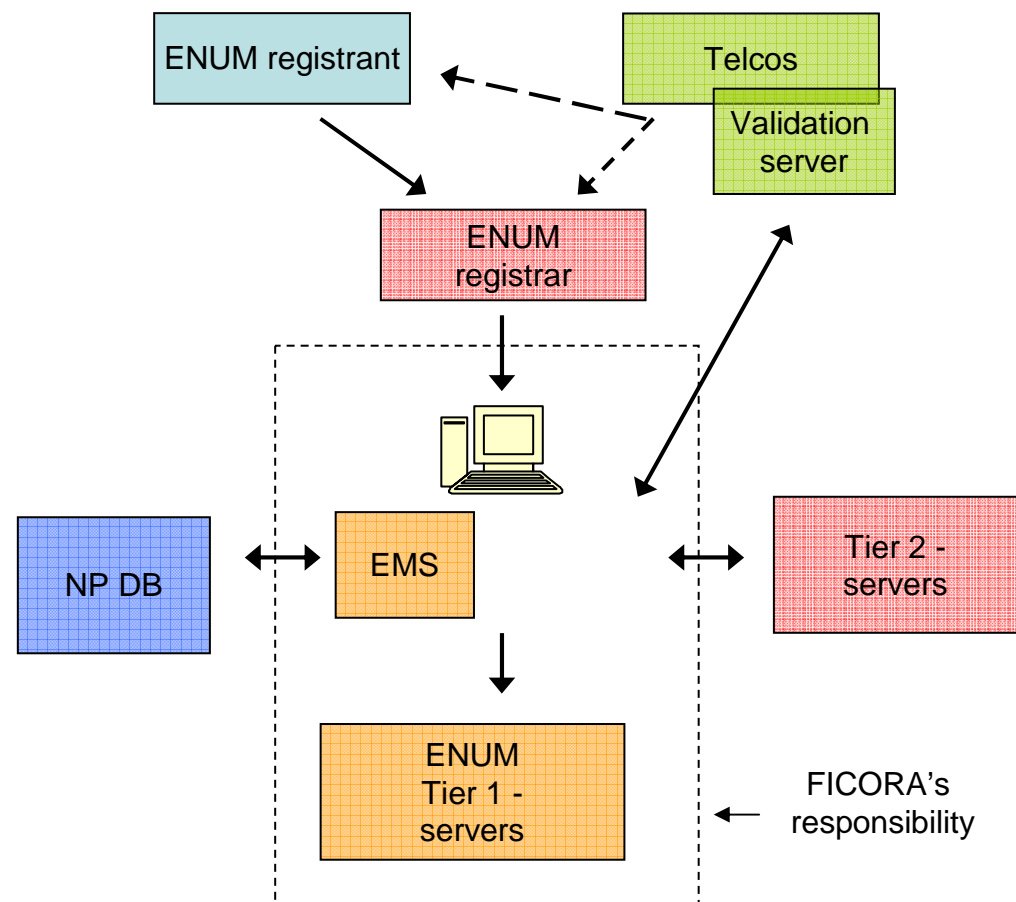 ENUM registrant
Telcos
Validation
server
ENUM
registrar
NP DB
EMS
Tier 2 -
servers
ENUM
Tier 1 -
servers
FICORA's
responsibility